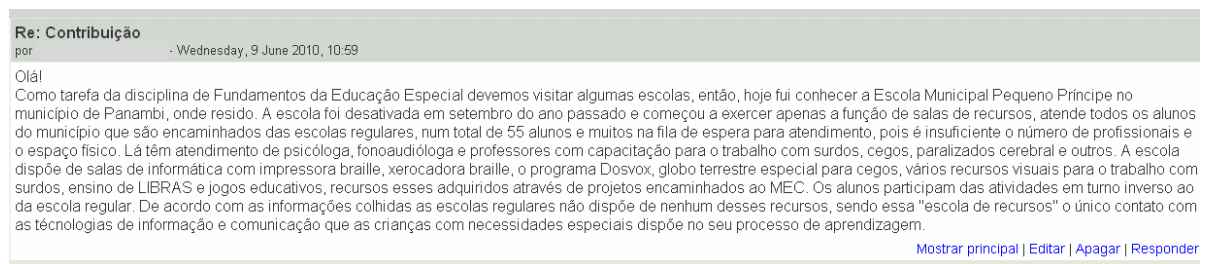 Re: Contribuição
por - Wednesday, 9 June 2010, 10:59
Olá!
Como tarefa da disciplina de Fundamentos da Educação Especial devemos visitar algumas escolas, então, hoje fui conhecer a Escola Municipal Pequeno Príncipe no
município de Panambi, onde resido. A escola foi desativada em setembro do ano passado e começou a exercer apenas a função de salas de recursos, atende todos os alunos
do município que são encaminhados das escolas regulares, num total de 55 alunos e muitos na fila de espera para atendimento, pois é insuficiente o número de profissionais e
o espaço físico. Lá têm atendimento de psicóloga, fonoaudióloga e professores com capacitação para o trabalho com surdos, cegos, paralizados cerebral e outros. A escola
dispõe de salas de informática com impressora braille, xerocadora braille, o programa Dosvox, globo terrestre especial para cegos, vários recursos visuais para o trabalho com
surdos, ensino de LIBRAS e jogos educativos, recursos esses adquiridos através de projetos encaminhados ao MEC. Os alunos participam das atividades em turno inverso ao
da escola regular. De acordo com as informações colhidas as escolas regulares não dispõe de nenhum desses recursos, sendo essa "escola de recursos" o único contato com
as técnologias de informação e comunicação que as crianças com necessidades especiais dispõe no seu processo de aprendizagem.
Mostrar principal | Editar | Apagar | Responder